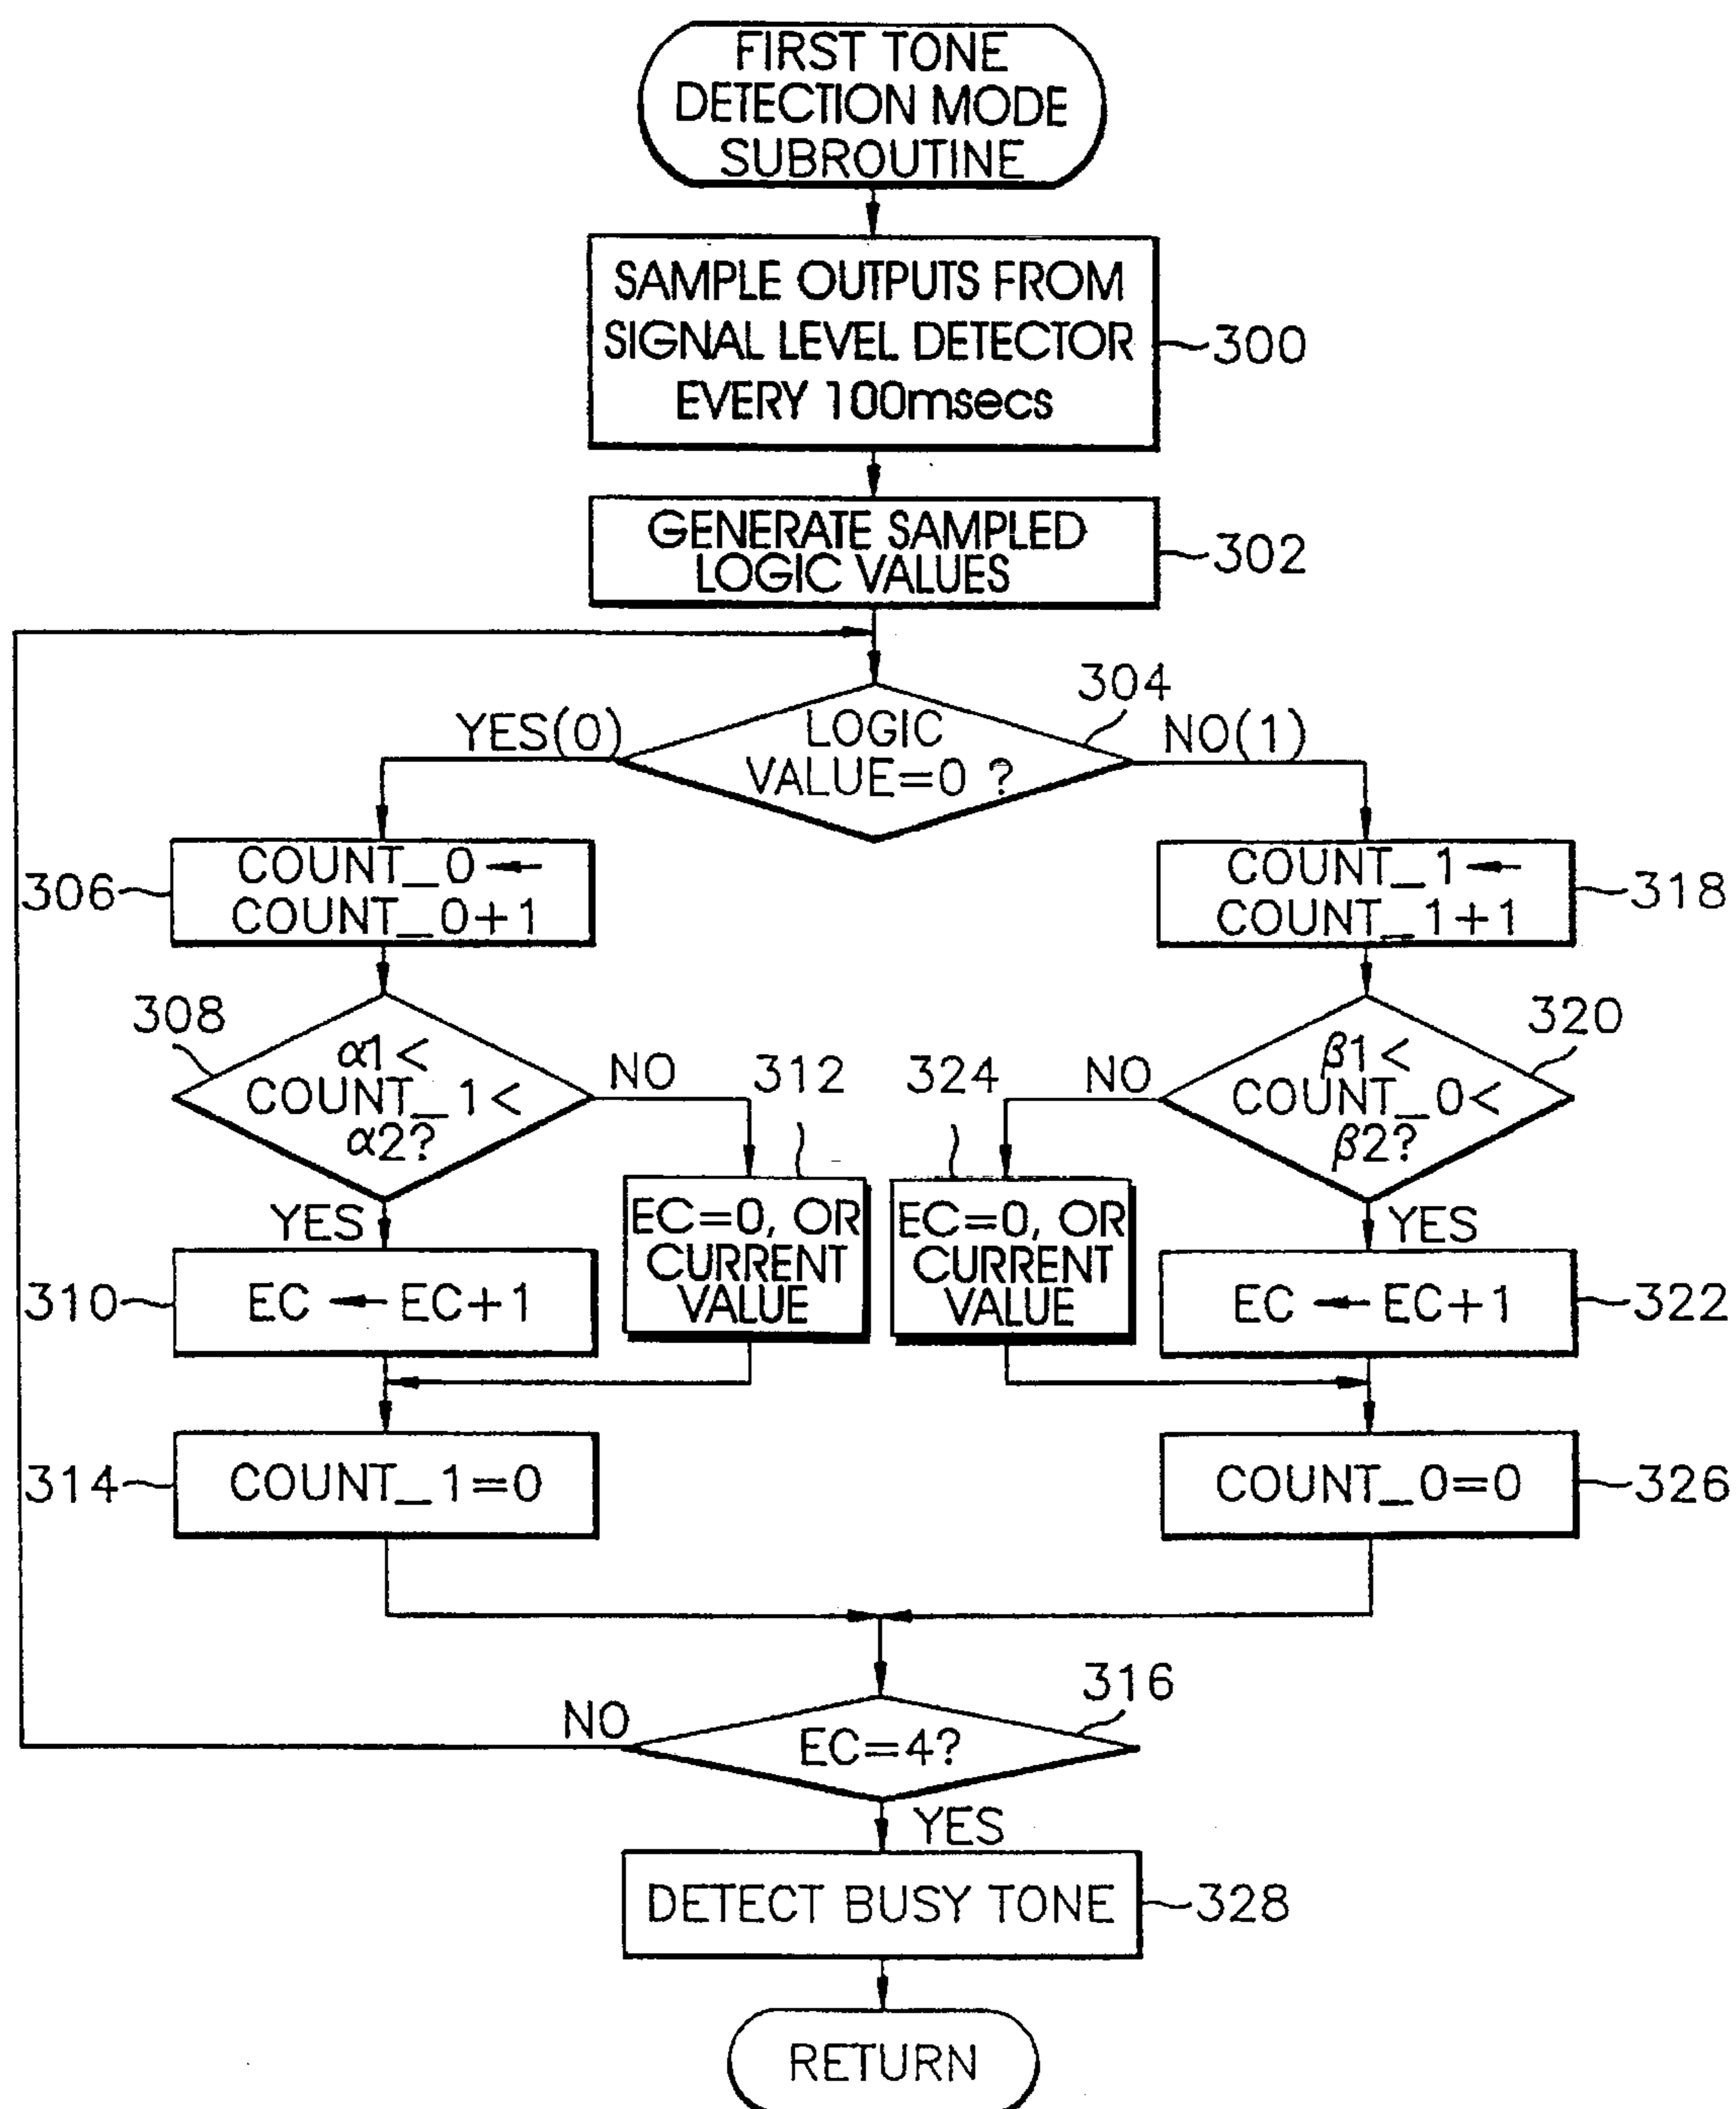 FIRST TONE
DETECTION MODE
SUBROUTINE
SAMPLE OUTPUTS FROM
SIGNAL LEVEL DETECTOR
EVERY 100msecs
300
GENERATE SAMPLED
LOGIC VALUES
302
304
LOGIC
VALUE=0 ?
YES(0)
NO(1)
306
COUNT_0 ←
COUNT_0+1
COUNT_1 ←
COUNT_1+1
318
308
α1<
COUNT_1<
α2?
NO
312
324
NO
β1<
COUNT_0<
β2?
320
YES
YES
310
EC ← EC+1
EC=0, OR
CURRENT
VALUE
EC=0, OR
CURRENT
VALUE
EC ← EC+1
322
314
COUNT_1=0
COUNT_0=0
326
316
NO
EC=4?
YES
DETECT BUSY TONE
328
RETURN